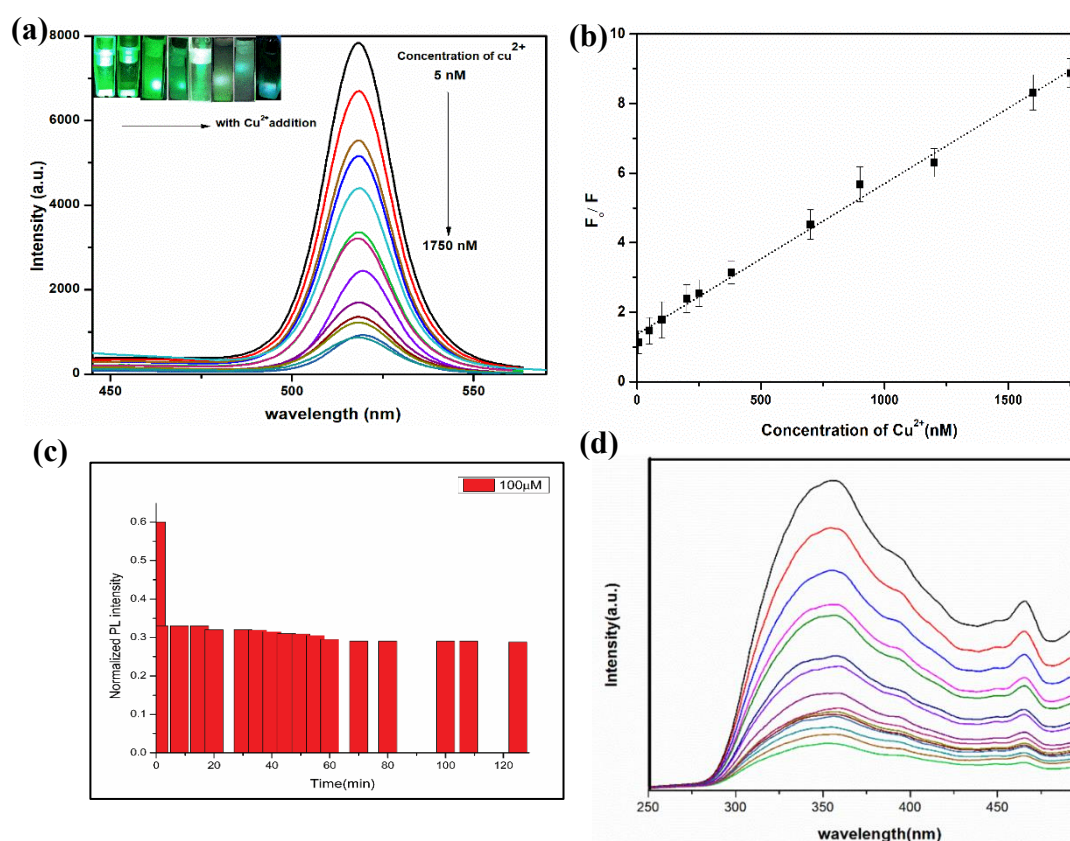 (a)
8000
6000
4000
2000
0
Intensity (a.u.)
450
500
550
wavelength (nm)
Concentration of cu2+
5 nM
1750 nM
with Cu2+addition
(b)
10
8
6
4
2
0
Fo/F
0
500
1000
1500
Concentration of Cu2+(nM)
(c)
100μM
0.6
0.5
0.4
0.3
0.2
0.1
0.0
Normalized PL intensity
0
20
40
60
80
100
120
Time(min)
(d)
Intensity(a.u.)
250
300
350
400
450
wavelength(nm)